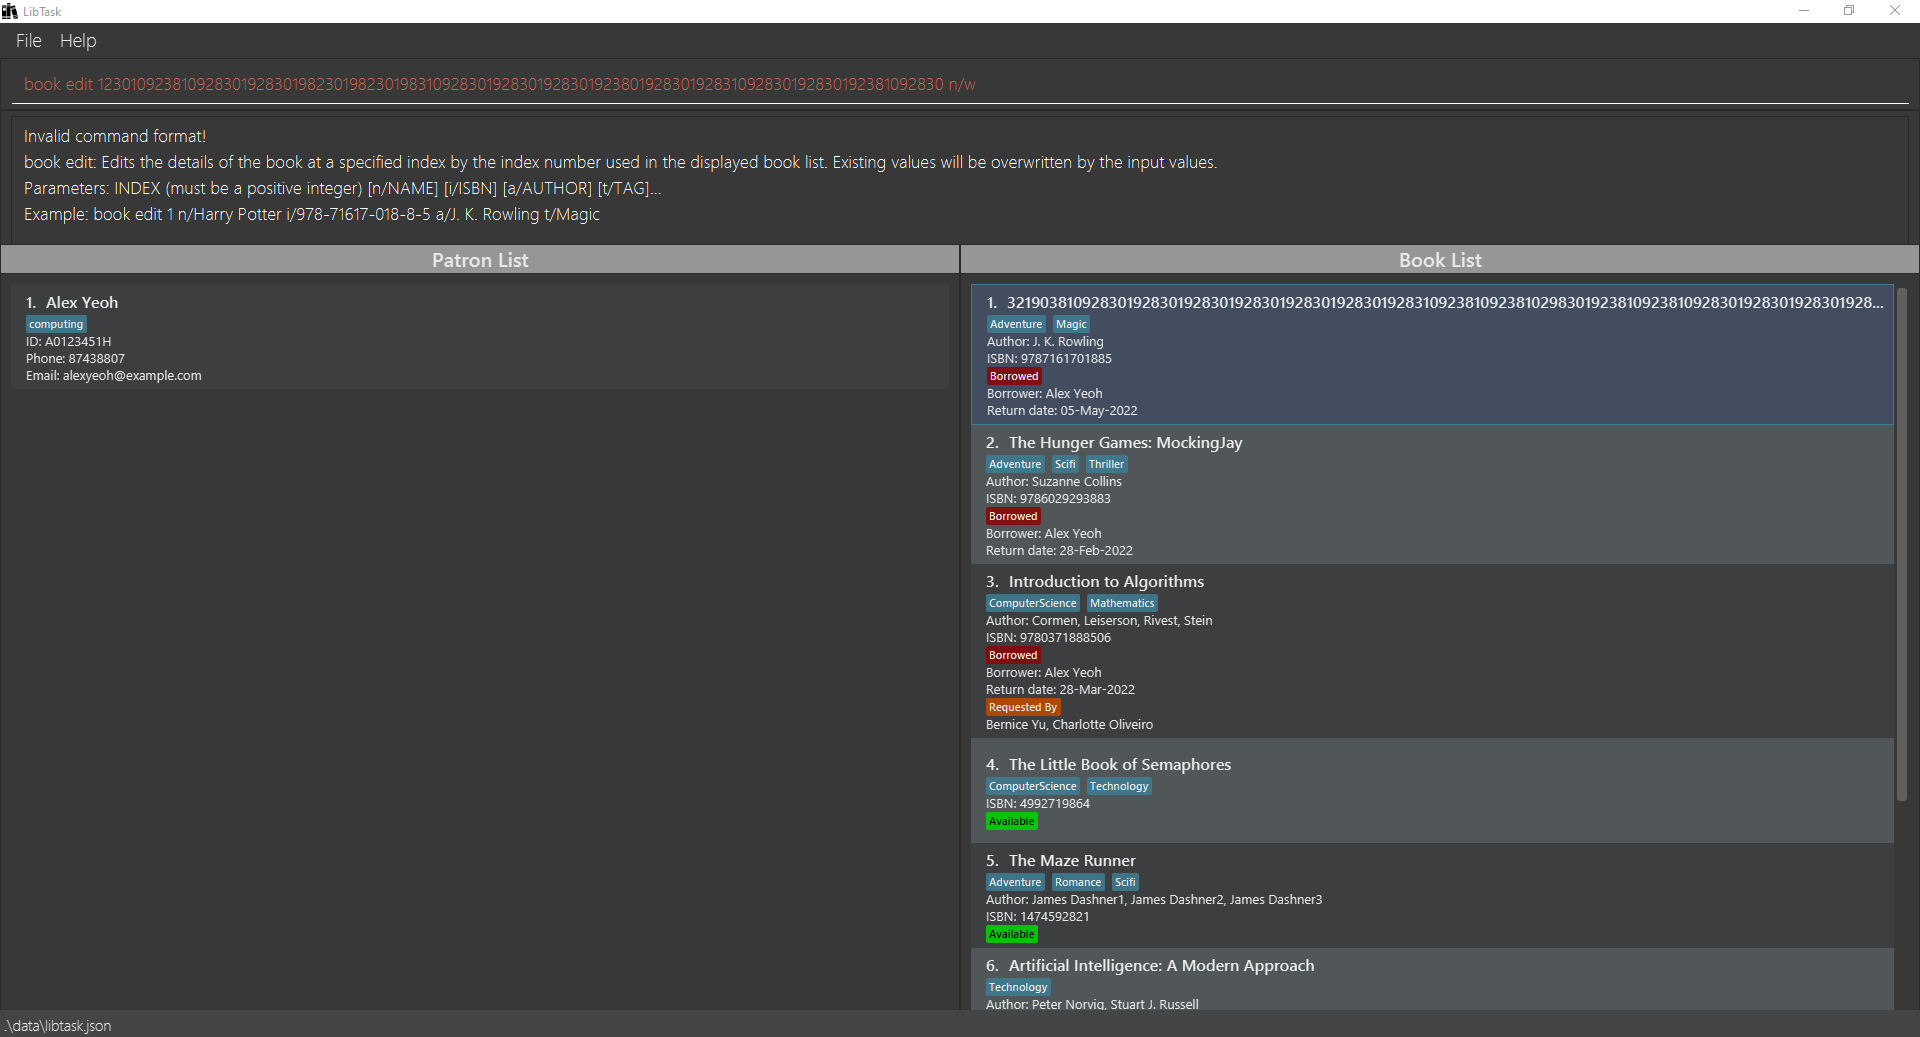 LibTask
File Help
book edit 1230109238109283019283019823019823019831092830192830192830192380192830192831092830192830192381092830 n/w
Invalid command format!
book edit: Edits the details of the book at a specified index by the index number used in the displayed book list. Existing values will be overwritten by the input values.
Parameters: INDEX (must be a positive integer) [n/NAME] [i/ISBN] [a/AUTHOR] [t/TAG]...
Example: book edit 1 n/Harry Potter i/978-71617-018-8-5 a/J. K. Rowling t/Magic
Patron List
1. Alex Yeoh
computing
ID: A0123451H
Phone: 87438807
Email: alexyeoh@example.com
Book List
1. 321903810928301928301928301928301928301928301928310923810923810298301923810923810928301928301928301928...
Adventure Magic
Author: J. K. Rowling
ISBN: 9787161701885
Borrowed
Borrower: Alex Yeoh
Return date: 05-May-2022
2. The Hunger Games: MockingJay
Adventure Scifi Thriller
Author: Suzanne Collins
ISBN: 9786029293883
Borrowed
Borrower: Alex Yeoh
Return date: 28-Feb-2022
3. Introduction to Algorithms
ComputerScience Mathematics
Author: Cormen, Leiserson, Rivest, Stein
ISBN: 9780371888506
Borrowed
Borrower: Alex Yeoh
Return date: 28-Mar-2022
Requested By
Bernice Yu, Charlotte Oliveiro
4. The Little Book of Semaphores
ComputerScience Technology
ISBN: 4992719864
Available
5. The Maze Runner
Adventure Romance Scifi
Author: James Dashner1, James Dashner2, James Dashner3
ISBN: 1474592821
Available
6. Artificial Intelligence: A Modern Approach
Technology
Author: Peter Norvig, Stuart J. Russell
.\data\libtask.json